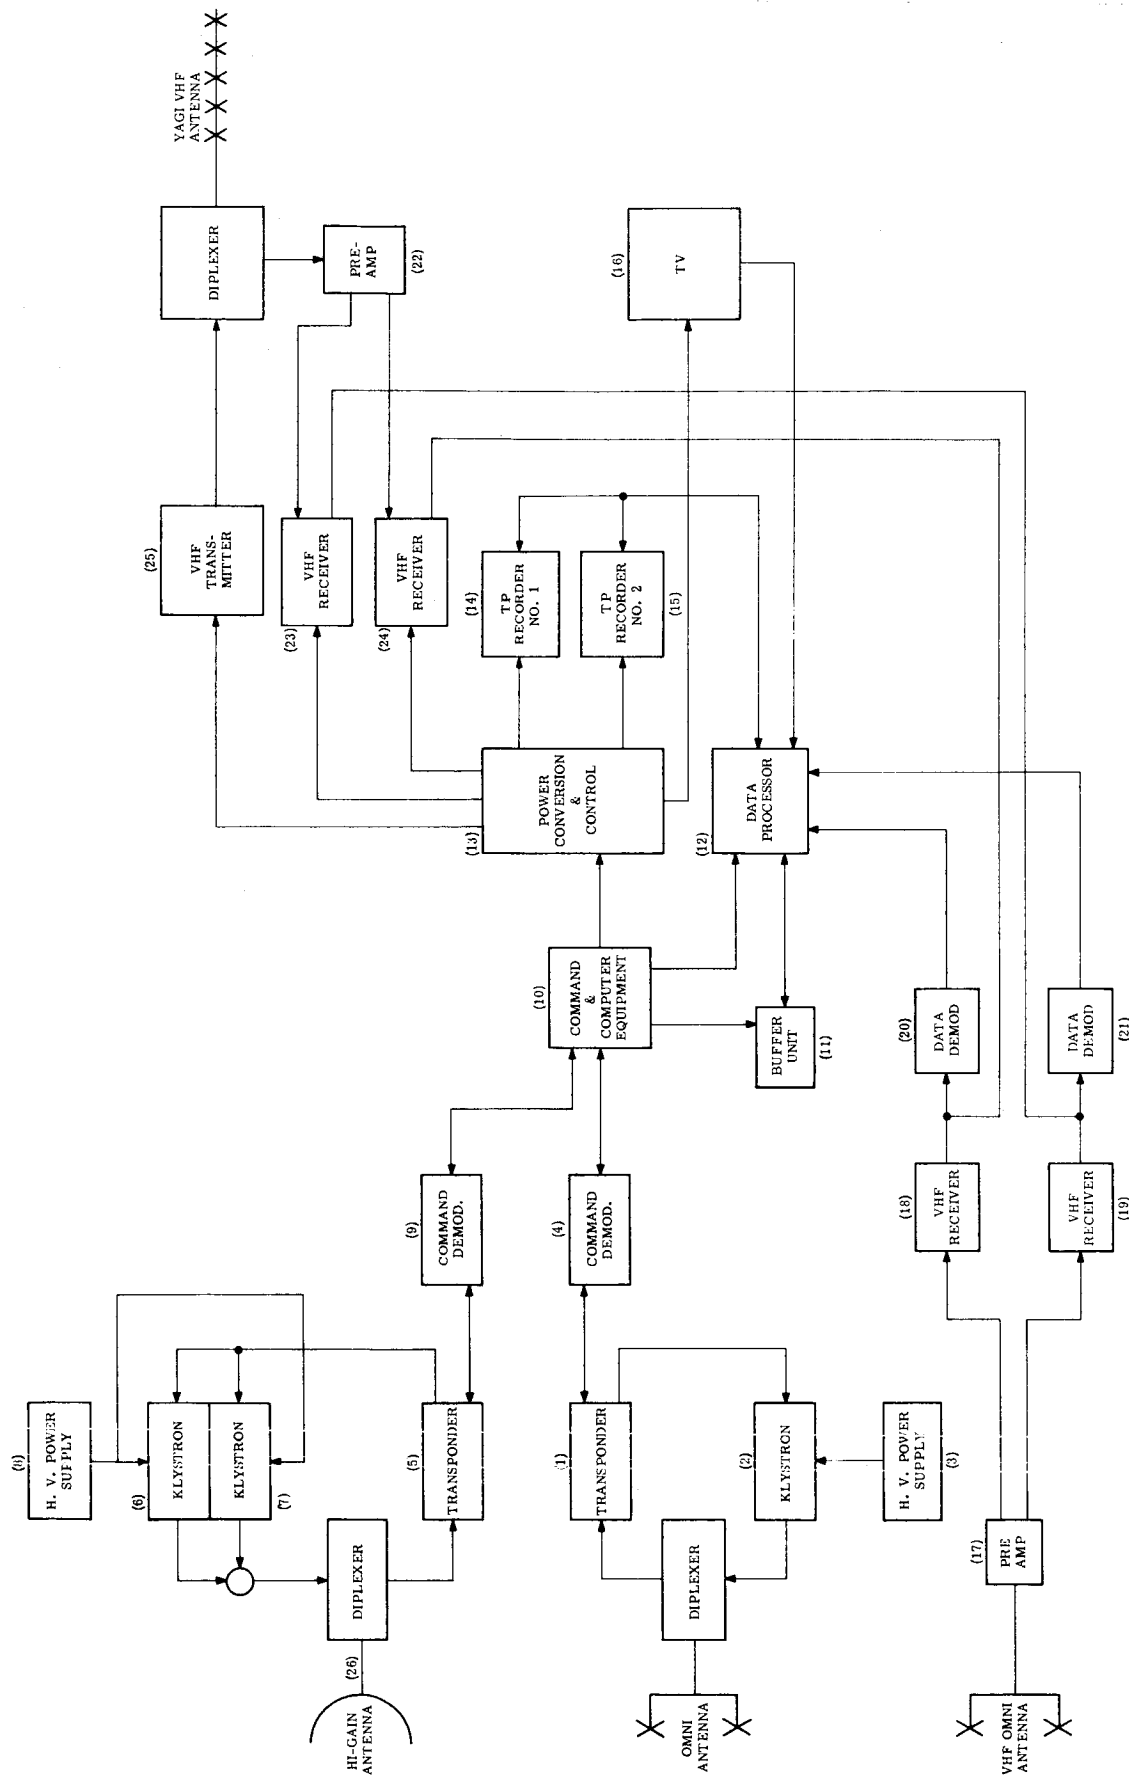 HI-GAIN
ANTENNA
(26)
DIPLEXER
(8)
H. V. POWER
SUPPLY
(6)
KLYSTRON
KLYSTRON
(7)
(5)
TRANSPONDER
(9)
COMMAND
DEMOD.
OMNI
ANTENNA
DIPLEXER
(1)
TRANSPONDER
(2)
KLYSTRON
H. V. POWER
SUPPLY
(3)
(4)
COMMAND
DEMOD.
VHF OMNI
ANTENNA
(17)
PRE
AMP
(18)
VHF
RECEIVER
VHF
RECEIVER
(19)
(20)
DATA
DEMOD
DATA
DEMOD
(21)
(10)
COMMAND
&
COMPUTER
EQUIPMENT
BUFFER
UNIT
(11)
(13)
POWER
CONVERSION
&
CONTROL
(12)
DATA
PROCESSOR
(25)
VHF
TRANS-
MITTER
VHF
RECEIVER
(23)
VHF
RECEIVER
(24)
(14)
TP
RECORDER
NO. 1
TP
RECORDER
NO. 2
(15)
DIPLEXER
PRE-
AMP
(22)
(16)
TV
YAGI VHF
ANTENNA